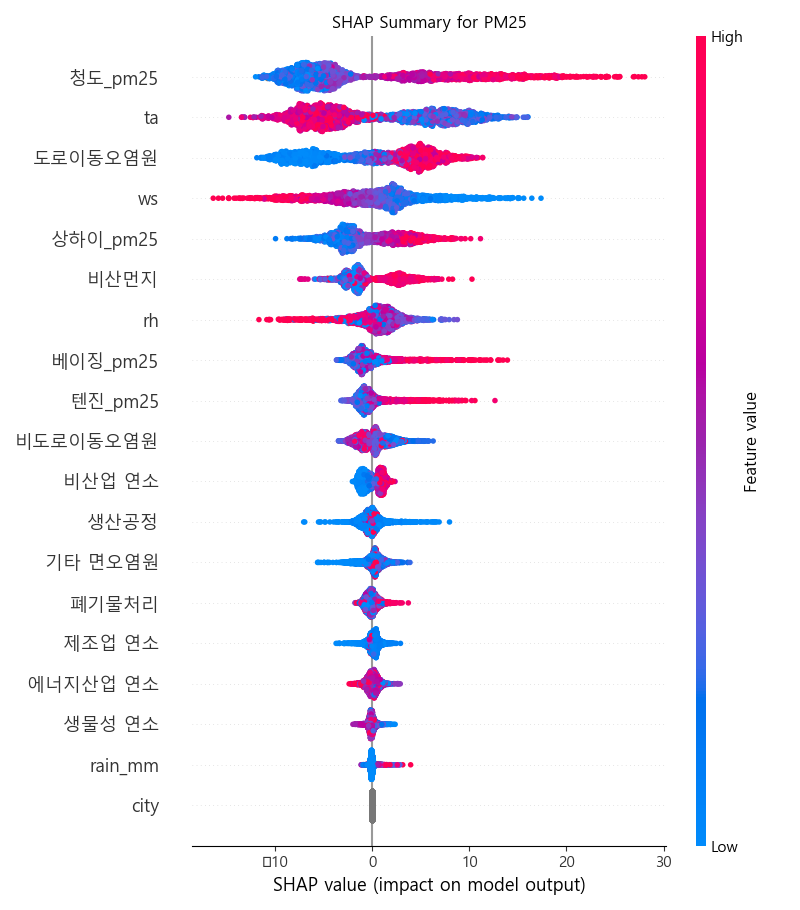 SHAP Summary for PM25
High
청도_pm25
ta
도로이동오염원
ws
상하이_pm25
비산먼지
rh
베이징_pm25
텐진_pm25
비도로이동오염원
비산업 연소
생산공정
기타 면오염원
폐기물처리
제조업 연소
에너지산업 연소
생물성 연소
rain_mm
city
Feature value
Low
□10 0 10 20 30
SHAP value (impact on model output)